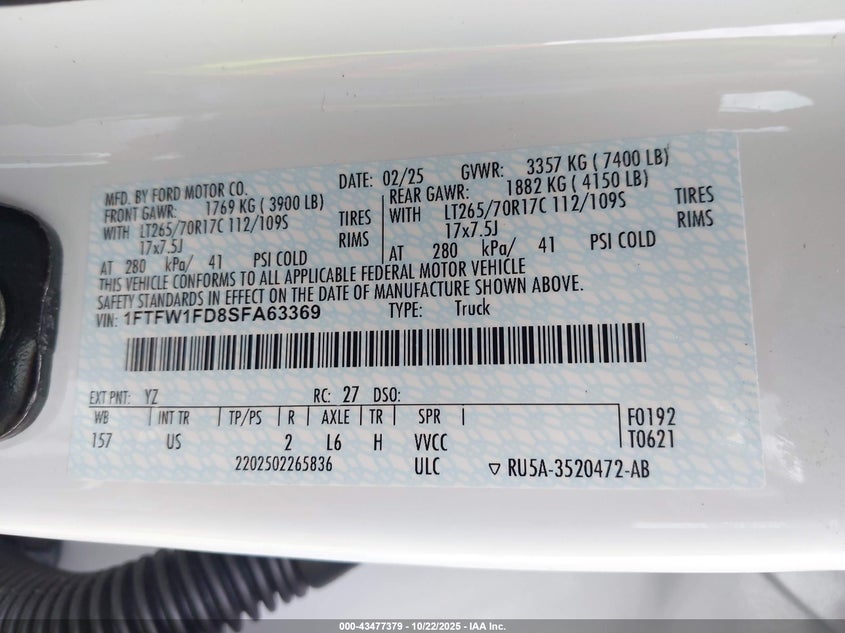 MFD. BY FORD MOTOR CO. DATE: 02/25 GVWR: 3357 KG ( 7400 LB)
FRONT GAWR: 1769 KG ( 3900 LB) REAR GAWR: 1882 KG ( 4150 LB)
WITH LT265/70R17C 112/109S TIRES WITH LT265/70R17C 112/109S TIRES
17x7.5J RIMS 17x7.5J RIMS
AT 280 kPa/ 41 PSI COLD AT 280 kPa/ 41 PSI COLD
THIS VEHICLE CONFORMS TO ALL APPLICABLE FEDERAL MOTOR VEHICLE
SAFETY STANDARDS IN EFFECT ON THE DATE OF MANUFACTURE SHOWN ABOVE.
VIN: 1FTFW1FD8SFA63369 TYPE: Truck
EXT PNT: YZ RC: 27 DSO:
WB INT TR TP/PS R AXLE TR SPR F0192
157 US 2 L6 H VVCC T0621
2202502265836 ULC ▽ RU5A-3520472-AB
000-43477379 | 10/22/2025 - IAA Inc.